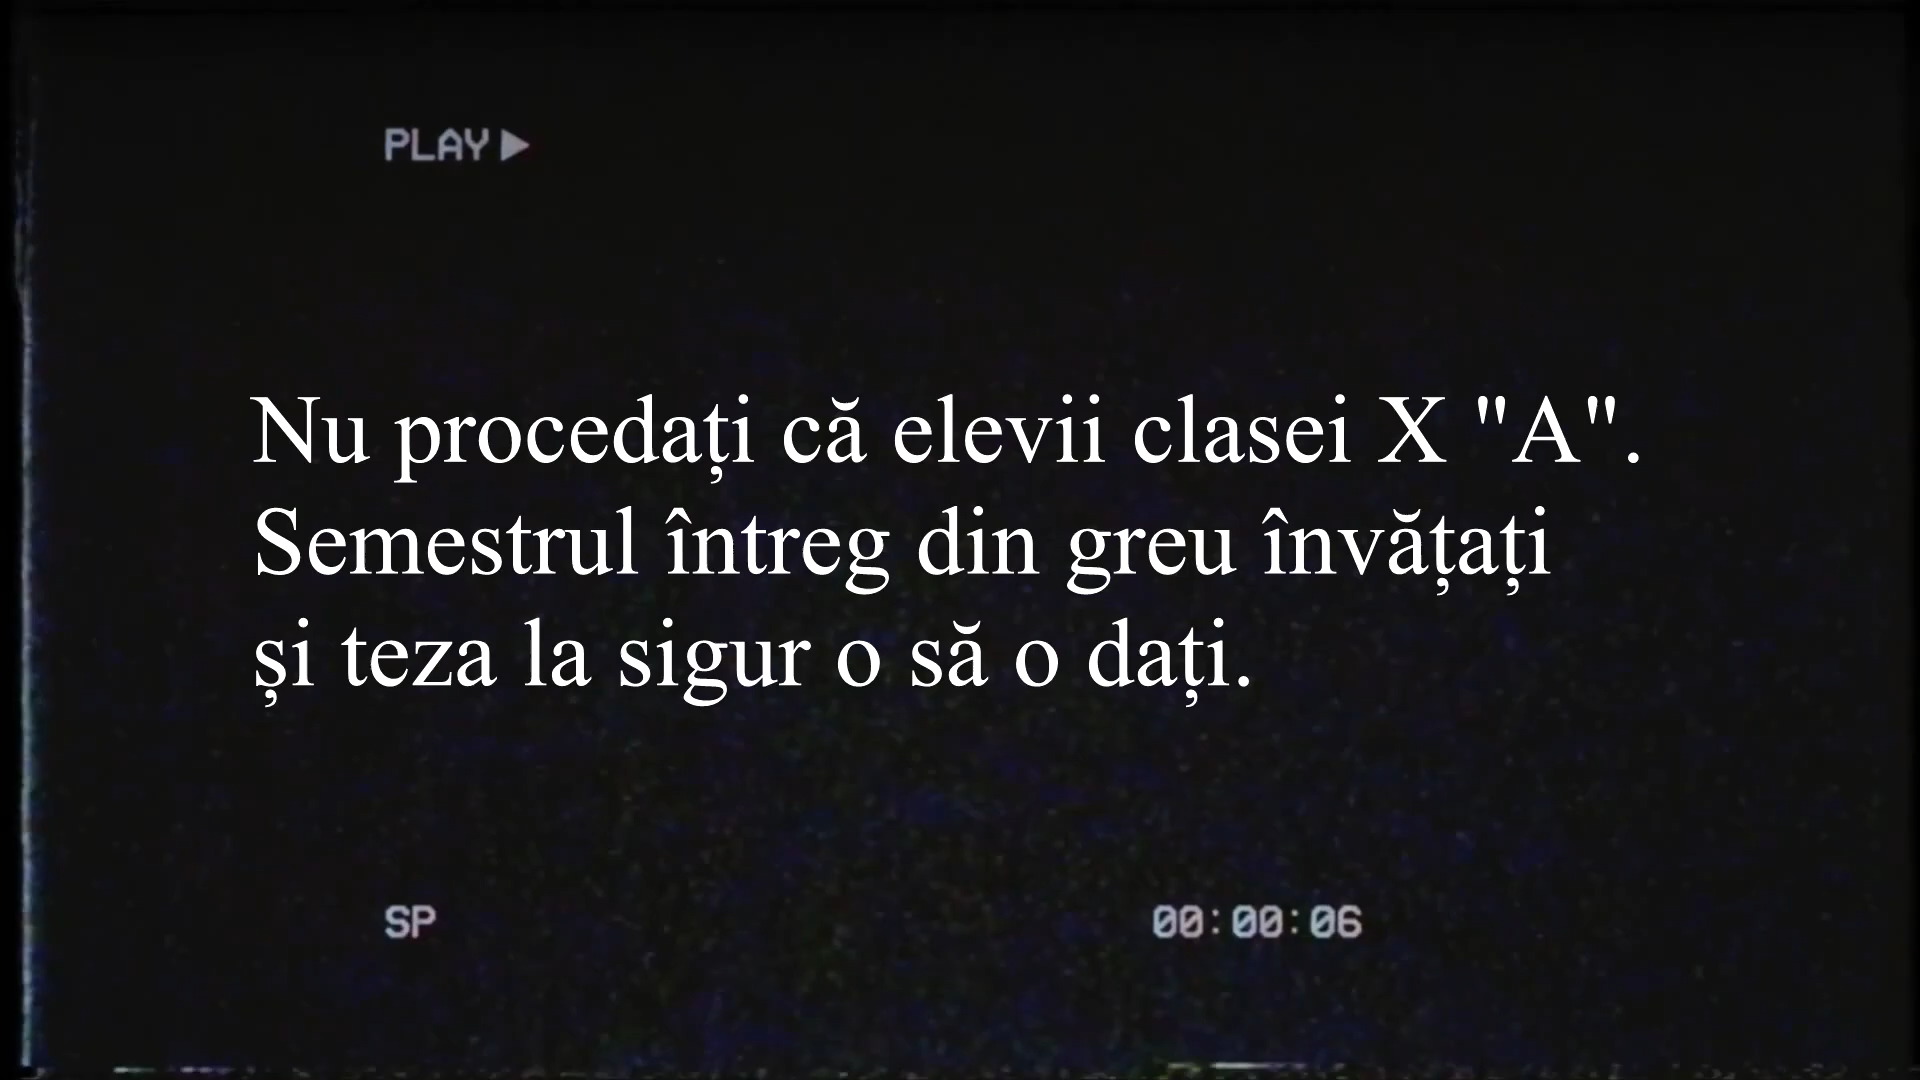 PLAY ▶
Nu procedați că elevii clasei X "A".
Semestrul întreg din greu învățați
și teza la sigur o să o dați.
SP 00:00:06